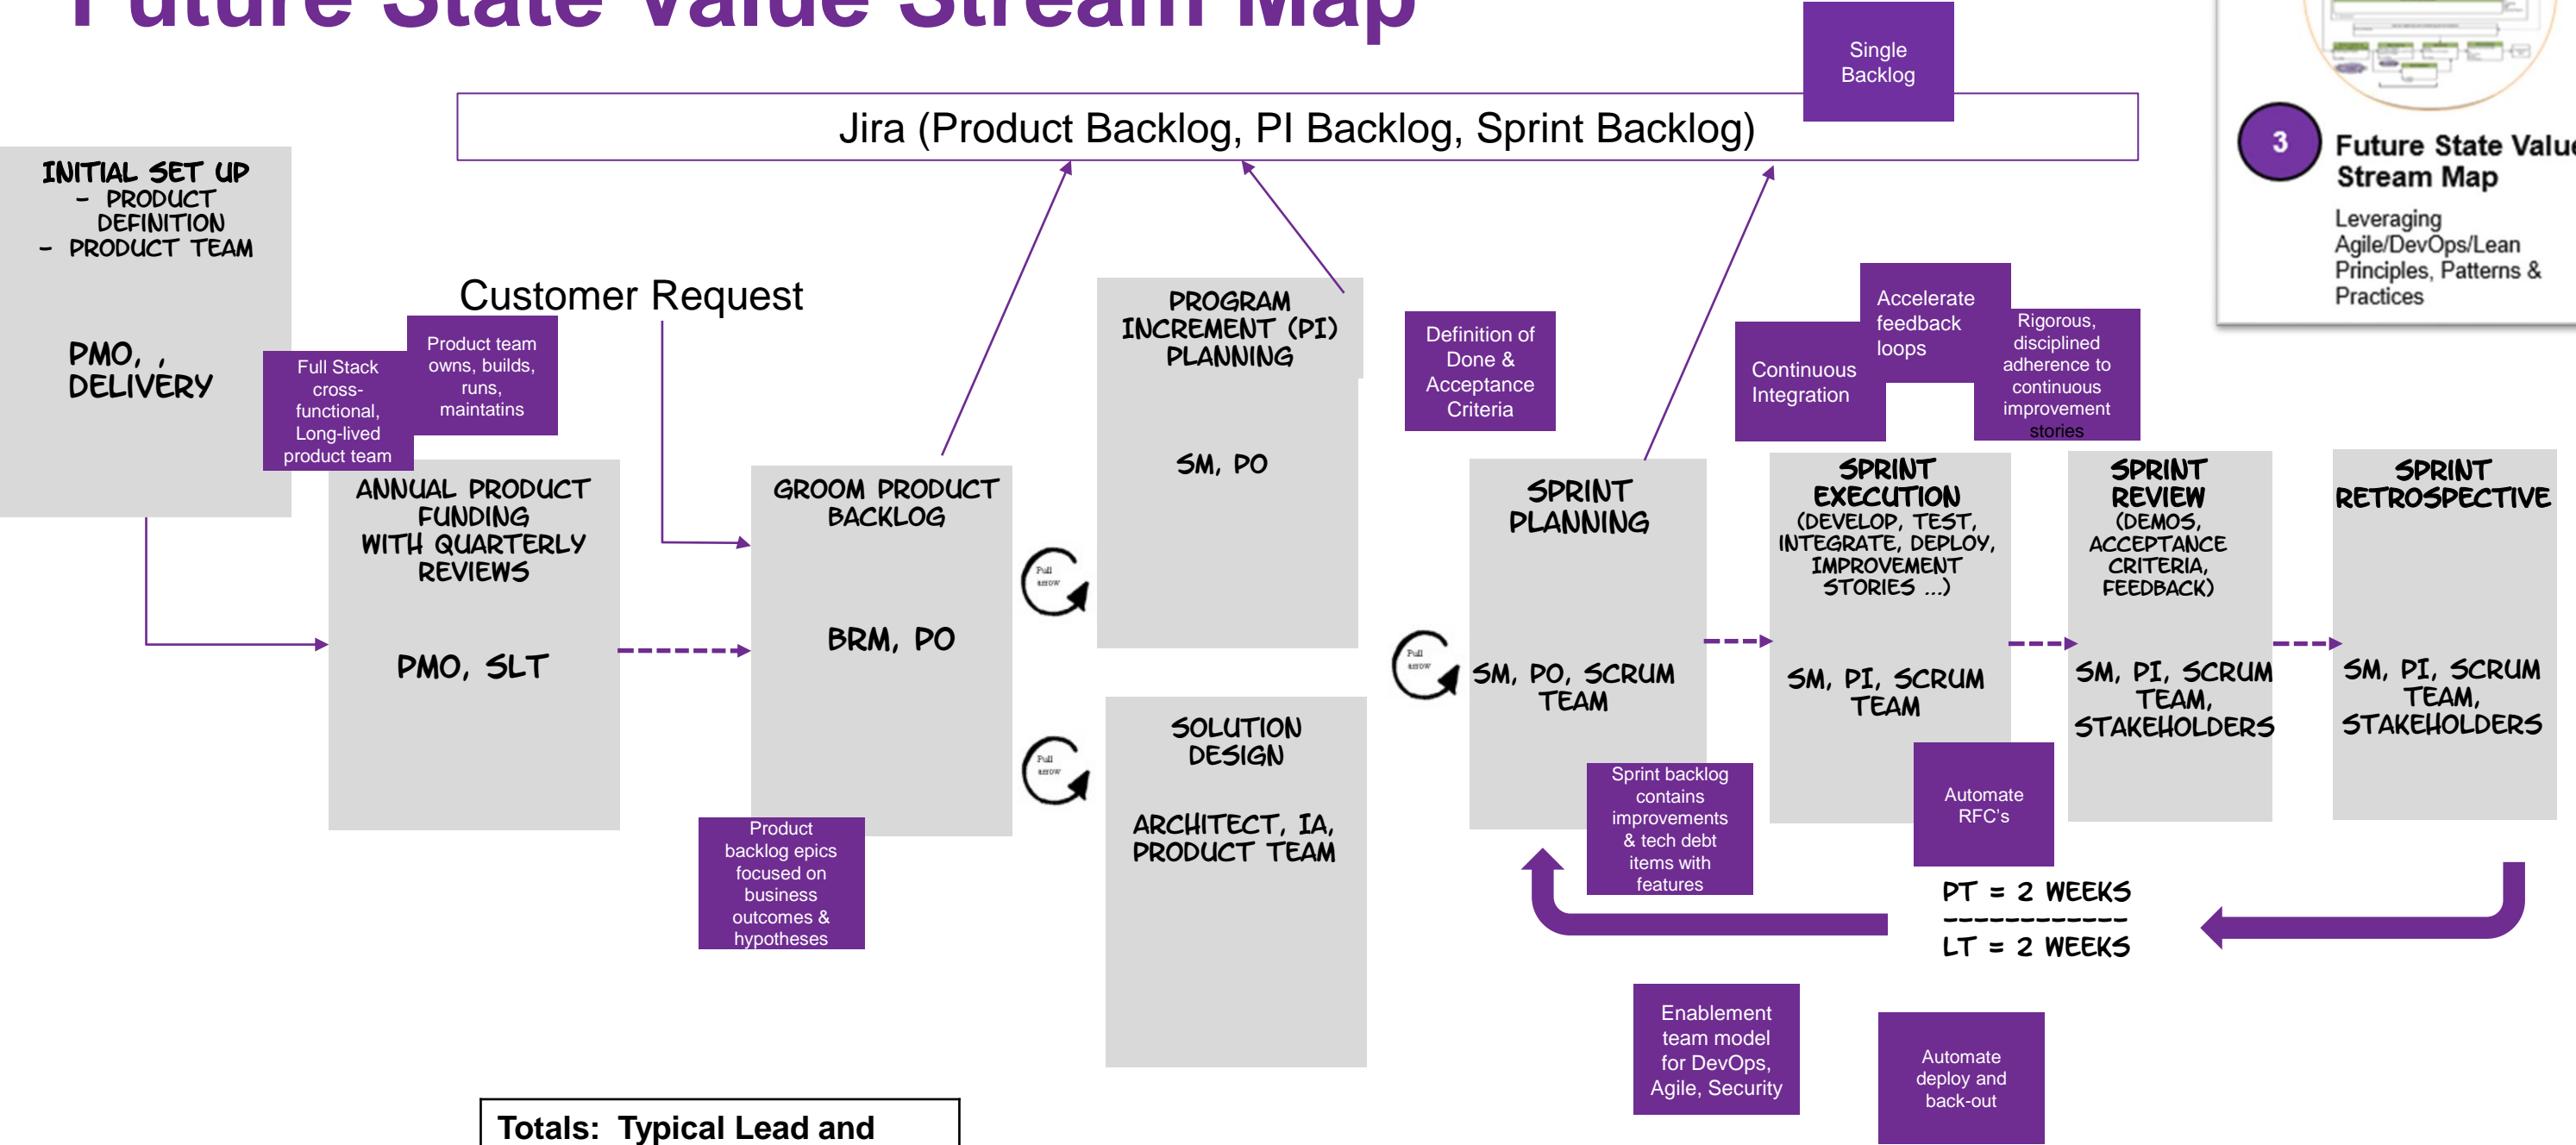 Future State Value Stream Map
Single
Backlog
Jira (Product Backlog, PI Backlog, Sprint Backlog)
3
Future State Value
Stream Map
Leveraging
Agile/DevOps/Lean
Principles, Patterns &
Practices
INITIAL SET UP
- PRODUCT
DEFINITION
- PRODUCT TEAM
PMO, ,
DELIVERY
Full Stack
cross-
functional,
Long-lived
product team
Product team
owns, builds,
runs,
maintatins
Customer Request
ANNUAL PRODUCT
FUNDING
WITH QUARTERLY
REVIEWS
PMO, SLT
GROOM PRODUCT
BACKLOG
BRM, PO
Product
backlog epics
focused on
business
outcomes &
hypotheses
Pull
arrow
Pull
arrow
PROGRAM
INCREMENT (PI)
PLANNING
SM, PO
SOLUTION
DESIGN
ARCHITECT, IA,
PRODUCT TEAM
Definition of
Done &
Acceptance
Criteria
Pull
arrow
SPRINT
PLANNING
SM, PO, SCRUM
TEAM
Sprint backlog
contains
improvements
& tech debt
items with
features
Continuous
Integration
Accelerate
feedback
loops
Rigorous,
disciplined
adherence to
continuous
improvement
stories
SPRINT
EXECUTION
(DEVELOP, TEST,
INTEGRATE, DEPLOY,
IMPROVEMENT
STORIES ...)
SM, PI, SCRUM
TEAM
Automate
RFC's
SPRINT
REVIEW
(DEMOS,
ACCEPTANCE
CRITERIA,
FEEDBACK)
SM, PI, SCRUM
TEAM,
STAKEHOLDERS
SPRINT
RETROSPECTIVE
SM, PI, SCRUM
TEAM,
STAKEHOLDERS
PT = 2 WEEKS
------------
LT = 2 WEEKS
Enablement
team model
for DevOps,
Agile, Security
Automate
deploy and
back-out
Totals: Typical Lead and